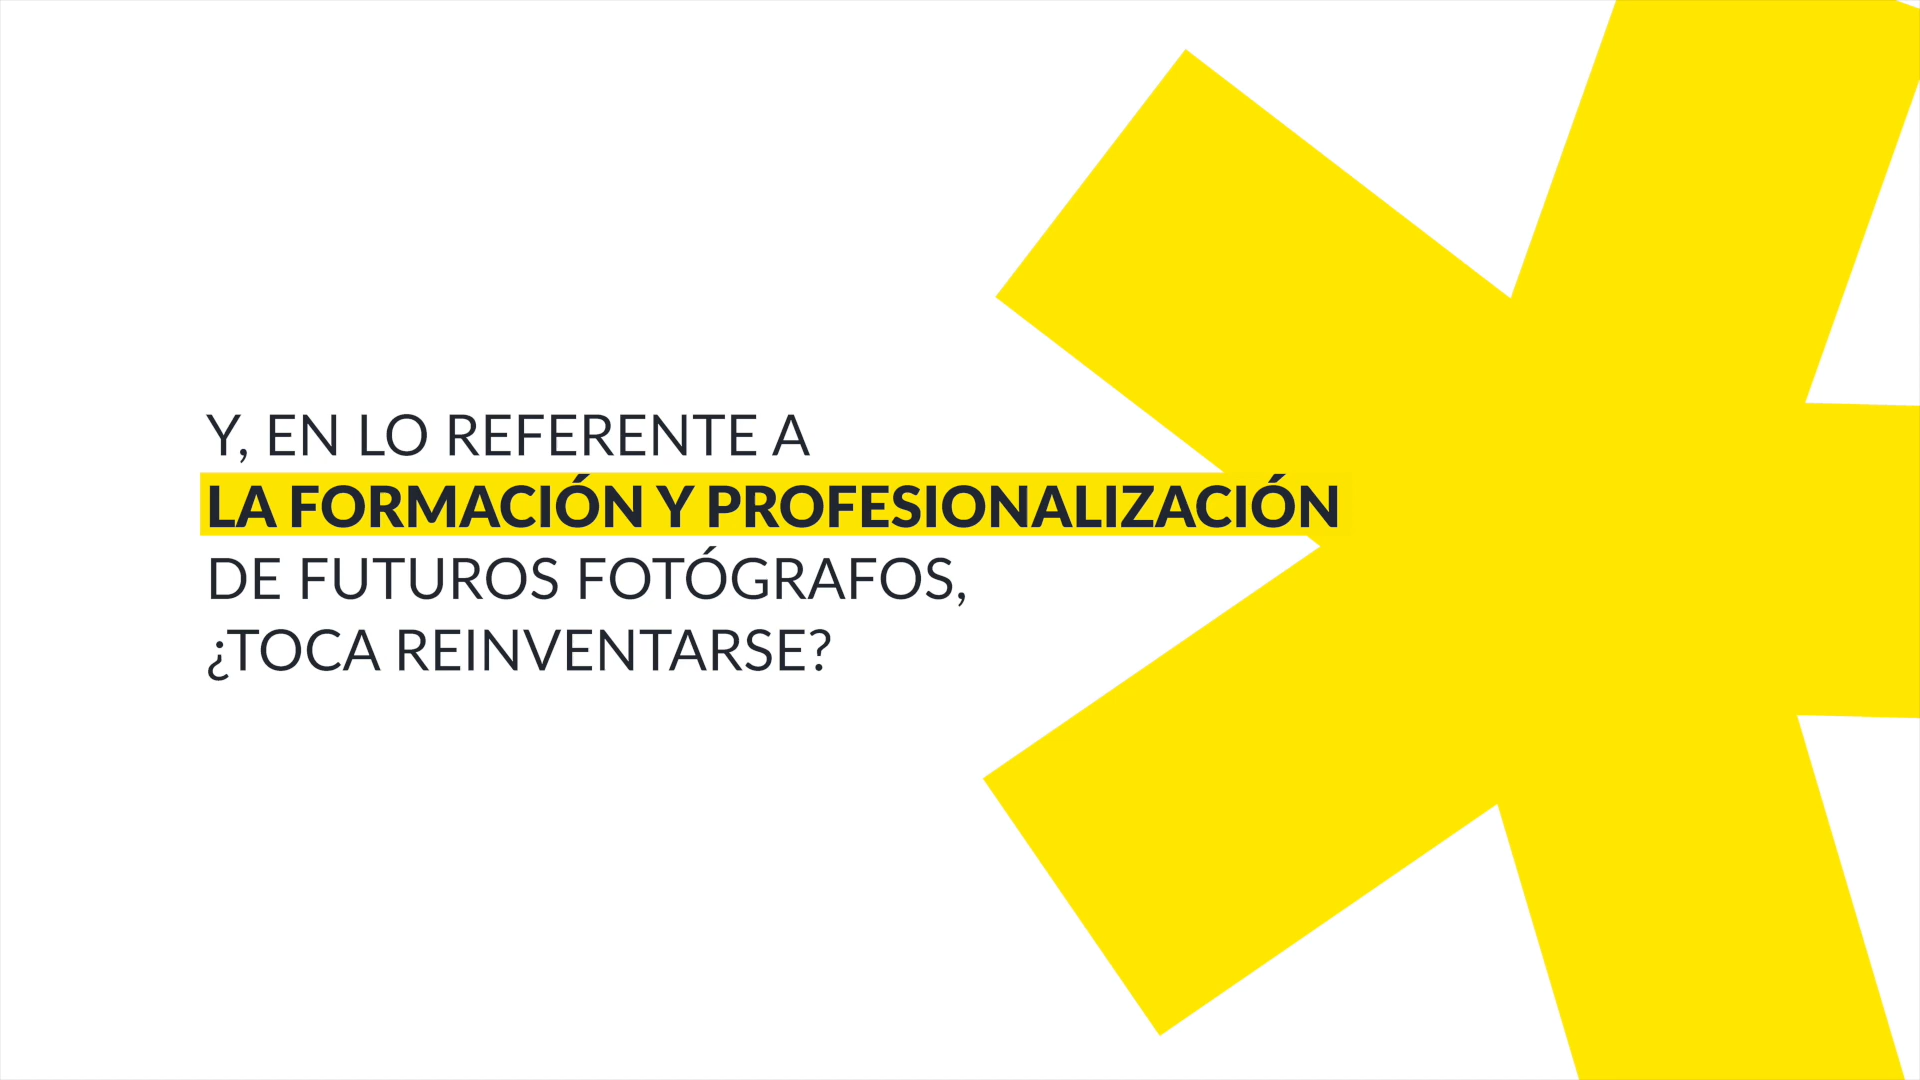 Y, EN LO REFERENTE A
LA FORMACIÓN Y PROFESIONALIZACIÓN
DE FUTUROS FOTÓGRAFOS,
¿TOCA REINVENTARSE?